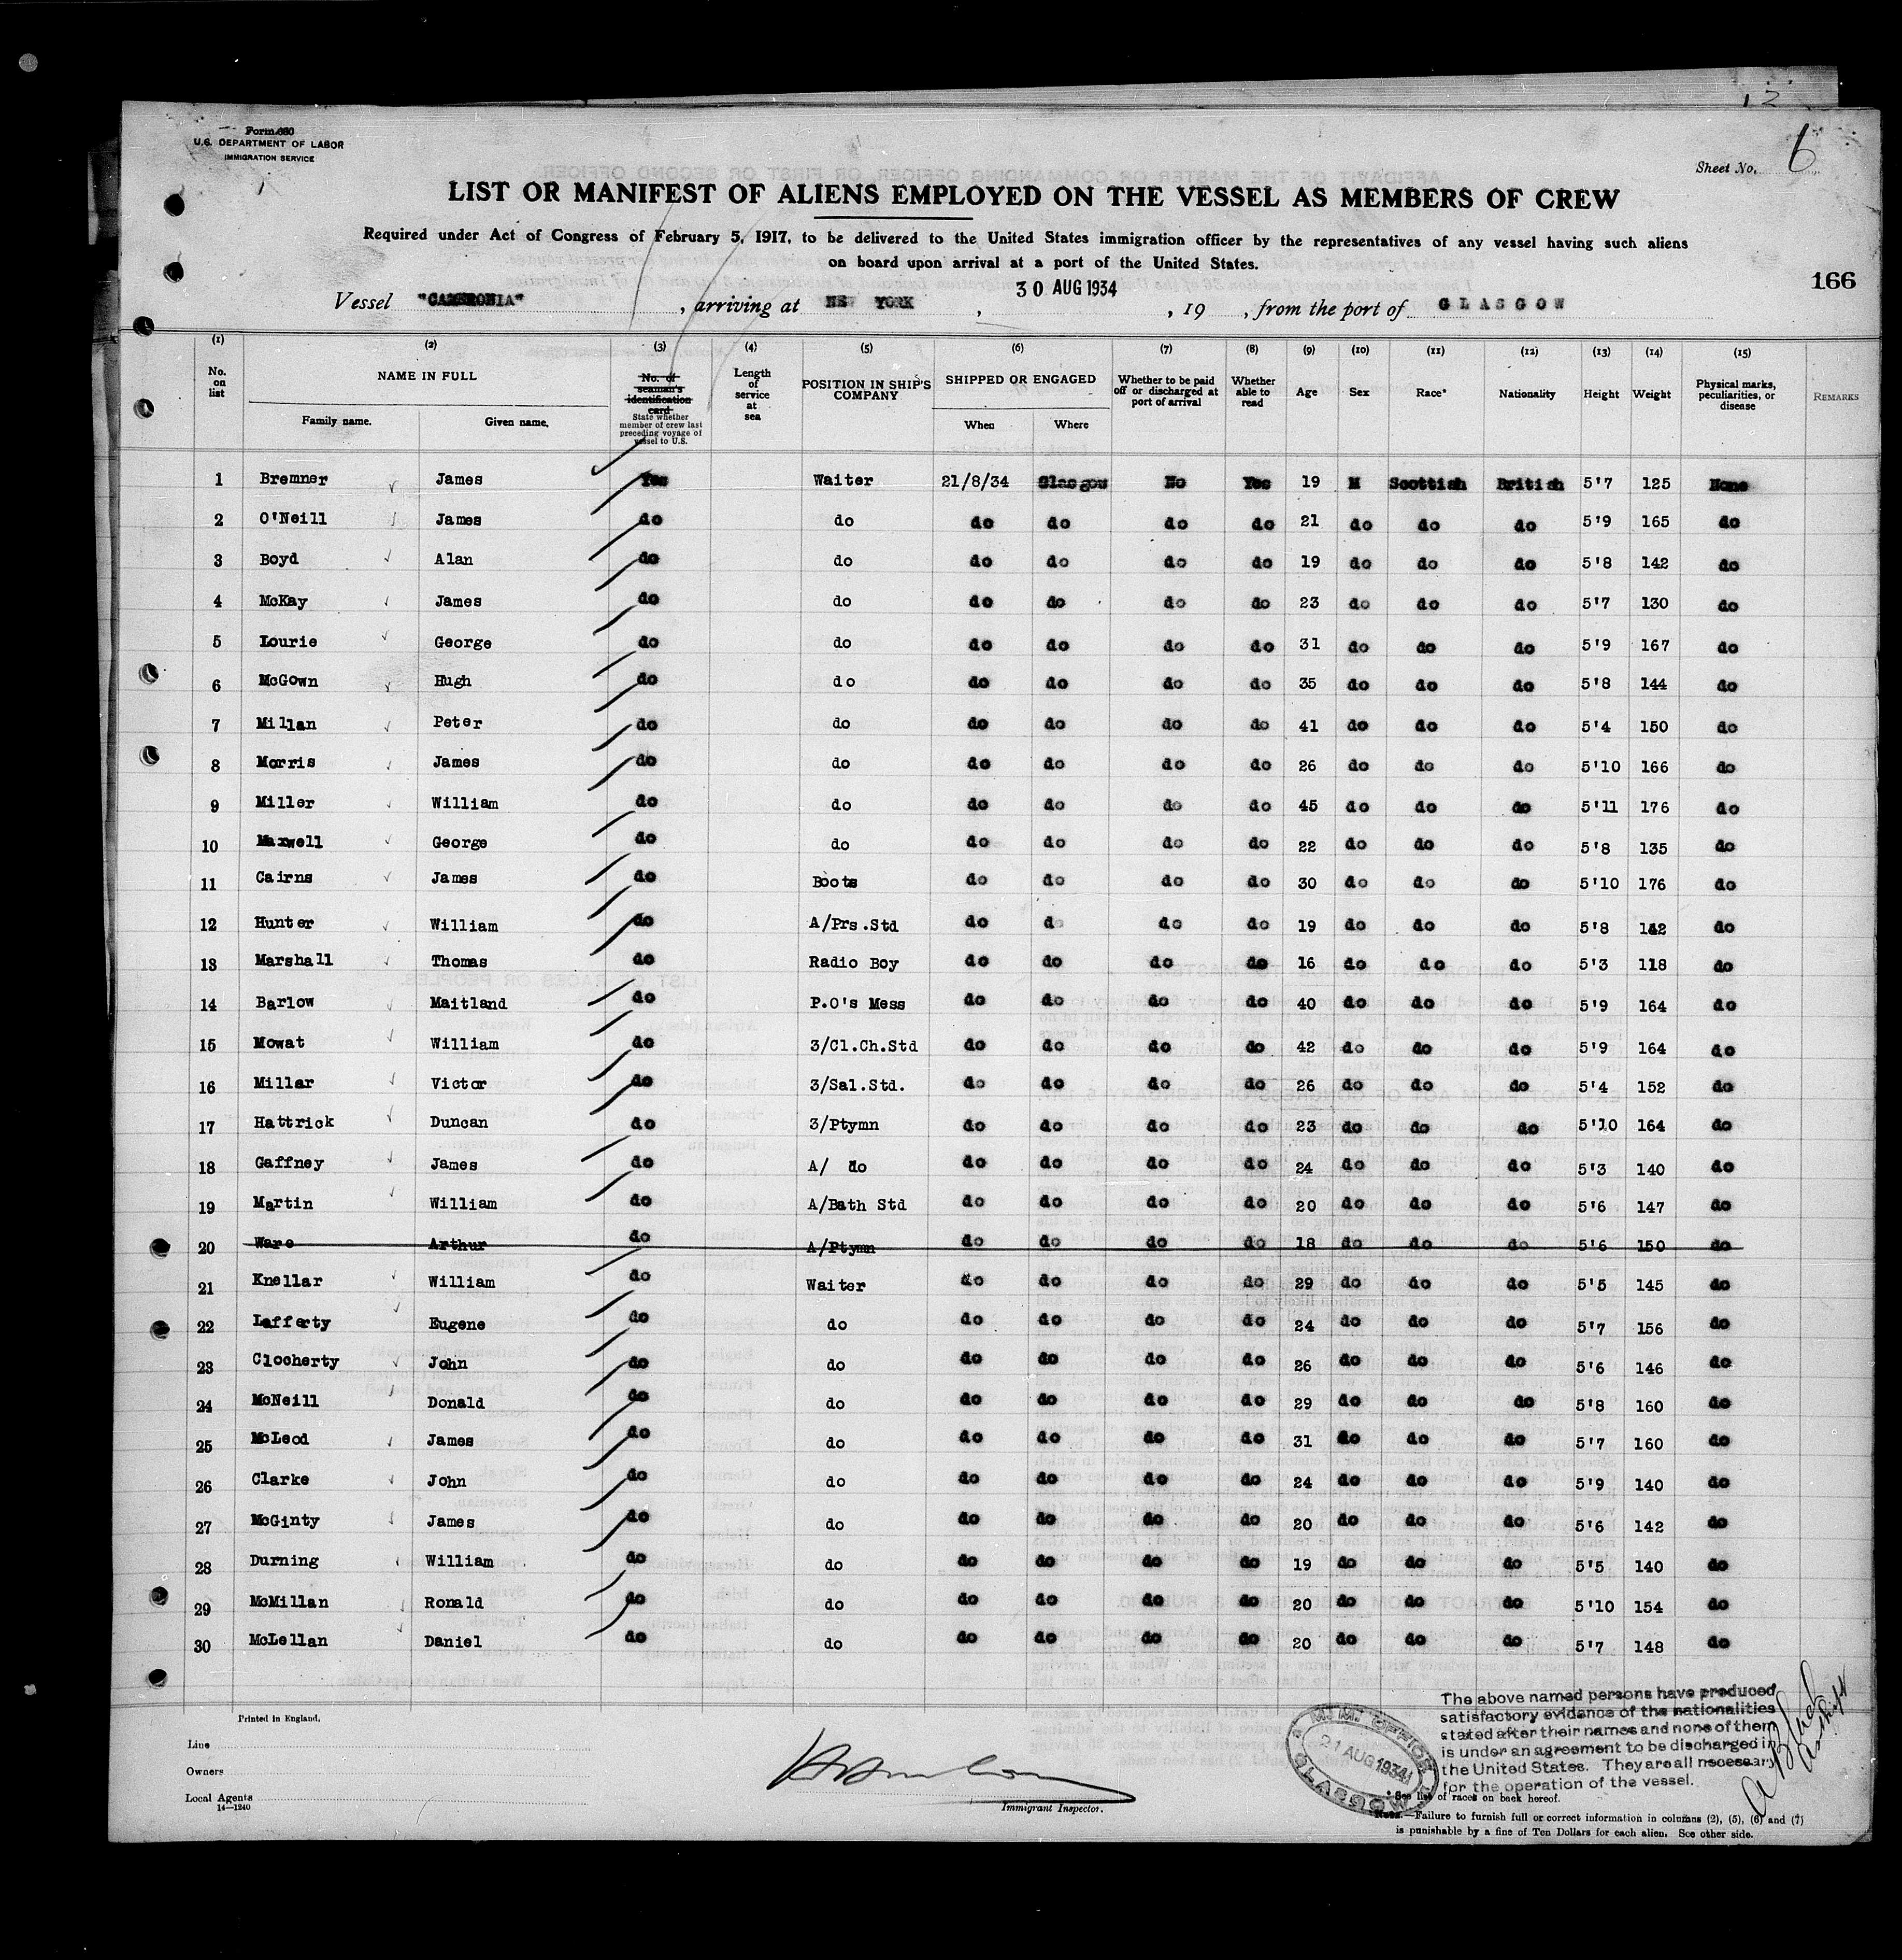 12
Form 680
U.S. DEPARTMENT OF LABOR
IMMIGRATION SERVICE
Sheet No. 6
LIST OR MANIFEST OF ALIENS EMPLOYED ON THE VESSEL AS MEMBERS OF CREW
Required under Act of Congress of February 5, 1917, to be delivered to the United States immigration officer by the representatives of any vessel having such aliens
on board upon arrival at a port of the United States.
166
Vessel "CAMERONIA", arriving at NEW YORK, 30 AUG 1934, 19 , from the port of GLASGOW
(1) (2) (3) (4) (5) (6) (7) (8) (9) (10) (11) (12) (13) (14) (15)
No. on list NAME IN FULL Family name. Given name. No. of seaman's identification card State whether member of crew last preceding voyage of vessel to U.S. Length of service at sea POSITION IN SHIP'S COMPANY SHIPPED OR ENGAGED When Where Whether to be paid off or discharged at port of arrival Whether able to read Age Sex Race* Nationality Height Weight Physical marks, peculiarities, or disease REMARKS
1 Bremner James Yes Waiter 21/8/34 Glasgow No Yes 19 M Scottish British 5'7 125 None
2 O'Neill James do do do do do do 21 do do do 5'9 165 do
3 Boyd Alan do do do do do do 19 do do do 5'8 142 do
4 McKay James do do do do do do 23 do do do 5'7 130 do
5 Lourie George do do do do do do 31 do do do 5'9 167 do
6 McGown Hugh do do do do do do 35 do do do 5'8 144 do
7 Millan Peter do do do do do do 41 do do do 5'4 150 do
8 Morris James do do do do do do 26 do do do 5'10 166 do
9 Miller William do do do do do do 45 do do do 5'11 176 do
10 Maxwell George do do do do do do 22 do do do 5'8 135 do
11 Cairns James do Boots do do do do 30 do do do 5'10 176 do
12 Hunter William do A/Prs.Std do do do do 19 do do do 5'8 142 do
13 Marshall Thomas do Radio Boy do do do do 16 do do do 5'3 118 do
14 Barlow Maitland do P.O's Mess do do do do 40 do do do 5'9 164 do
15 Mowat William do 3/Cl.Ch.Std do do do do 42 do do do 5'9 164 do
16 Millar Victor do 3/Sal.Std. do do do do 26 do do do 5'4 152 do
17 Hattrick Duncan do 3/Ptymn do do do do 23 do do do 5'10 164 do
18 Gaffney James do A/ do do do do do 24 do do do 5'3 140 do
19 Martin William do A/Bath Std do do do do 20 do do do 5'6 147 do
20 Ware Arthur do A/Ptymn do do do do 18 do do do 5'6 150 do
21 Knellar William do Waiter do do do do 29 do do do 5'5 145 do
22 Lafferty Eugene do do do do do do 24 do do do 5'7 156 do
23 Clocherty John do do do do do do 26 do do do 5'6 146 do
24 McNeill Donald do do do do do do 29 do do do 5'8 160 do
25 McLeod James do do do do do do 31 do do do 5'7 160 do
26 Clarke John do do do do do do 24 do do do 5'9 140 do
27 McGinty James do do do do do do 20 do do do 5'6 142 do
28 Durning William do do do do do do 19 do do do 5'5 140 do
29 McMillan Ronald do do do do do do 20 do do do 5'10 154 do
30 McLellan Daniel do do do do do do 20 do do do 5'7 148 do
Printed in England.
Line
Owners
Local Agents
14—1240
Immigrant Inspector.
M.M. OFFICE
21 AUG 1934
GLASGOW
The above named persons have produced
satisfactory evidence of the nationalities
stated after their names and none of them
is under an agreement to be discharged in
the United States. They are all necessary
for the operation of the vessel.
* See list of races on back hereof.
Note.—Failure to furnish full or correct information in columns (2), (5), (6) and (7)
is punishable by a fine of Ten Dollars for each alien. See other side.